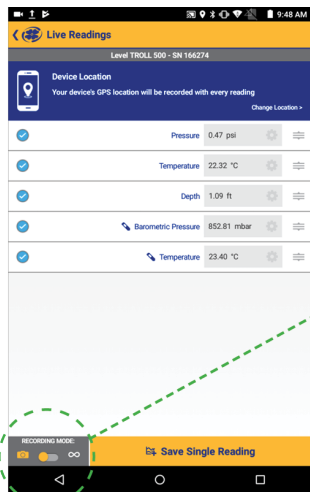 9:48 AM
Live Readings
Level TROLL 500 - SN 166274
Device Location
Your device's GPS location will be recorded with every reading
Change Location >
Pressure 0.47 psi
Temperature 22.32 °C
Depth 1.09 ft
Barometric Pressure 852.81 mbar
Temperature 23.40 °C
RECORDING MODE:
Save Single Reading